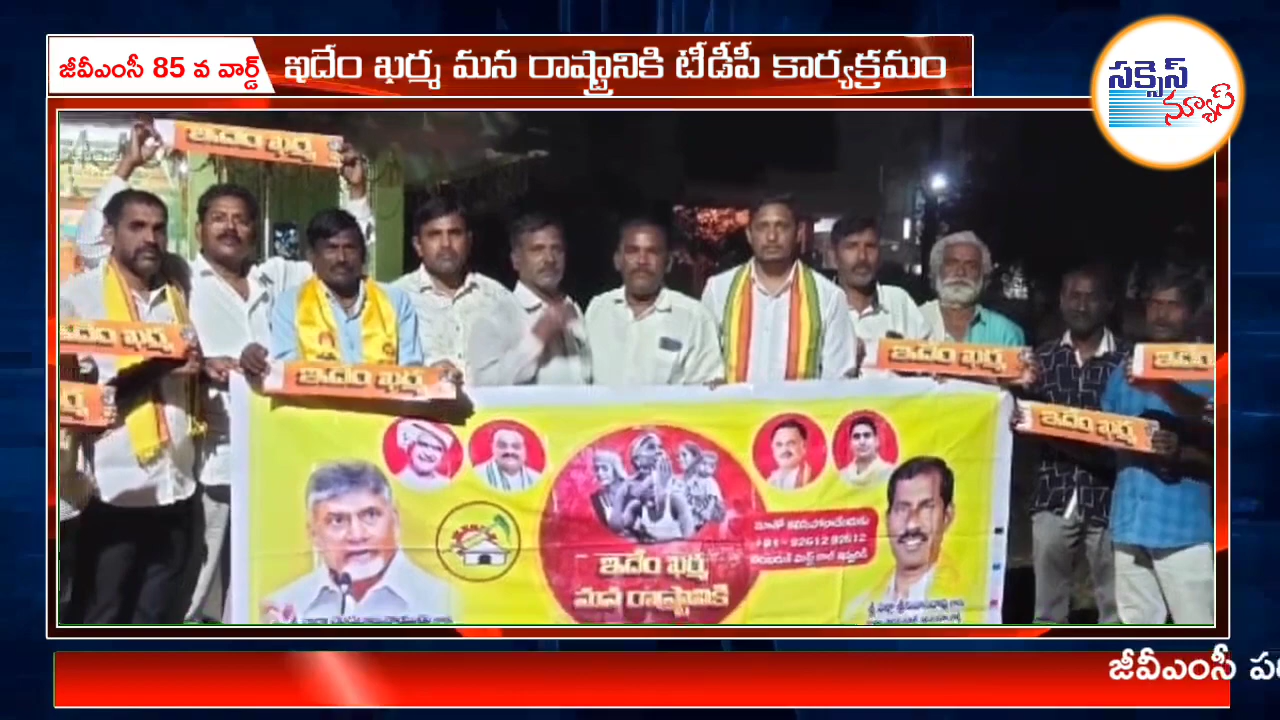 జీవీఎంసీ 85 వ వార్డ్
ఇదేం ఖర్మ మన రాష్ట్రానికి టీడీపీ కార్యక్రమం
సక్సెస్
న్యూస్
ఇదేం ఖర్మ
ఇదేం ఖర్మ
ఇదేం ఖర్మ
ఇదేం ఖర్మ
ఇదేం
ఇదేం ఖర్మ
ఇదేం ఖర్మ
మన రాష్ట్రానికి
జీవీఎంసీ